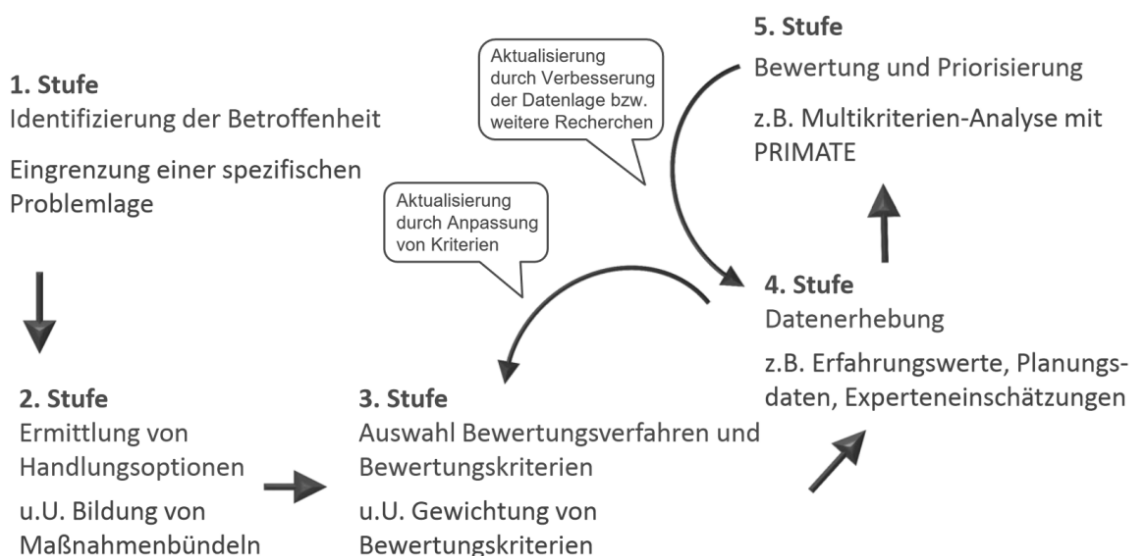 1. Stufe
Identifizierung der Betroffenheit
Eingrenzung einer spezifischen
Problemlage
2. Stufe
Ermittlung von
Handlungsoptionen
u.U. Bildung von
Maßnahmenbündeln
3. Stufe
Auswahl Bewertungsverfahren und
Bewertungskriterien
u.U. Gewichtung von
Bewertungskriterien
Aktualisierung
durch Anpassung
von Kriterien
4. Stufe
Datenerhebung
z.B. Erfahrungswerte, Planungs-
daten, Experteneinschätzungen
Aktualisierung
durch Verbesserung
der Datenlage bzw.
weitere Recherchen
5. Stufe
Bewertung und Priorisierung
z.B. Multikriterien-Analyse mit
PRIMATE